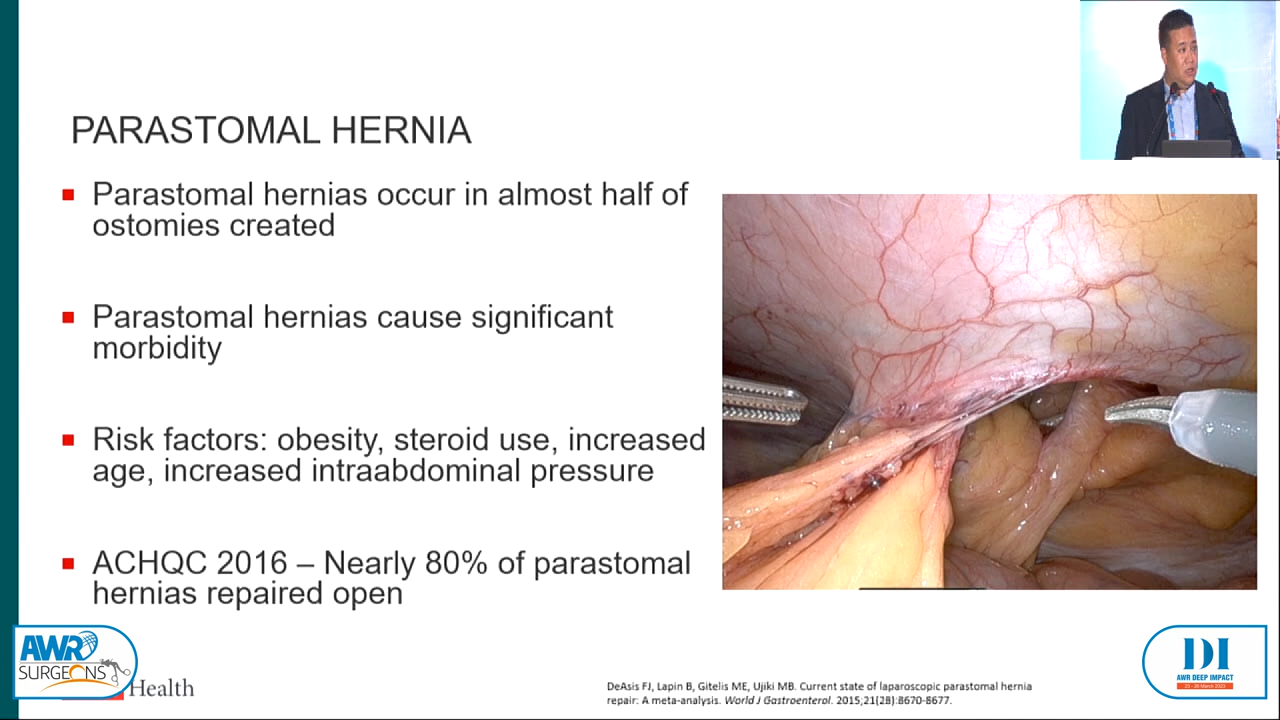 PARASTOMAL HERNIA
Parastomal hernias occur in almost half of
ostomies created
Parastomal hernias cause significant
morbidity
Risk factors: obesity, steroid use, increased
age, increased intraabdominal pressure
ACHQC 2016 – Nearly 80% of parastomal
hernias repaired open
AWR
SURGEONS
Health
DeAsis FJ, Lapin B, Gitelis ME, Ujiki MB. Current state of laparoscopic parastomal hernia
repair: A meta-analysis. World J Gastroenterol. 2015;21(28):8670-8677.
DI
AWR DEEP IMPACT